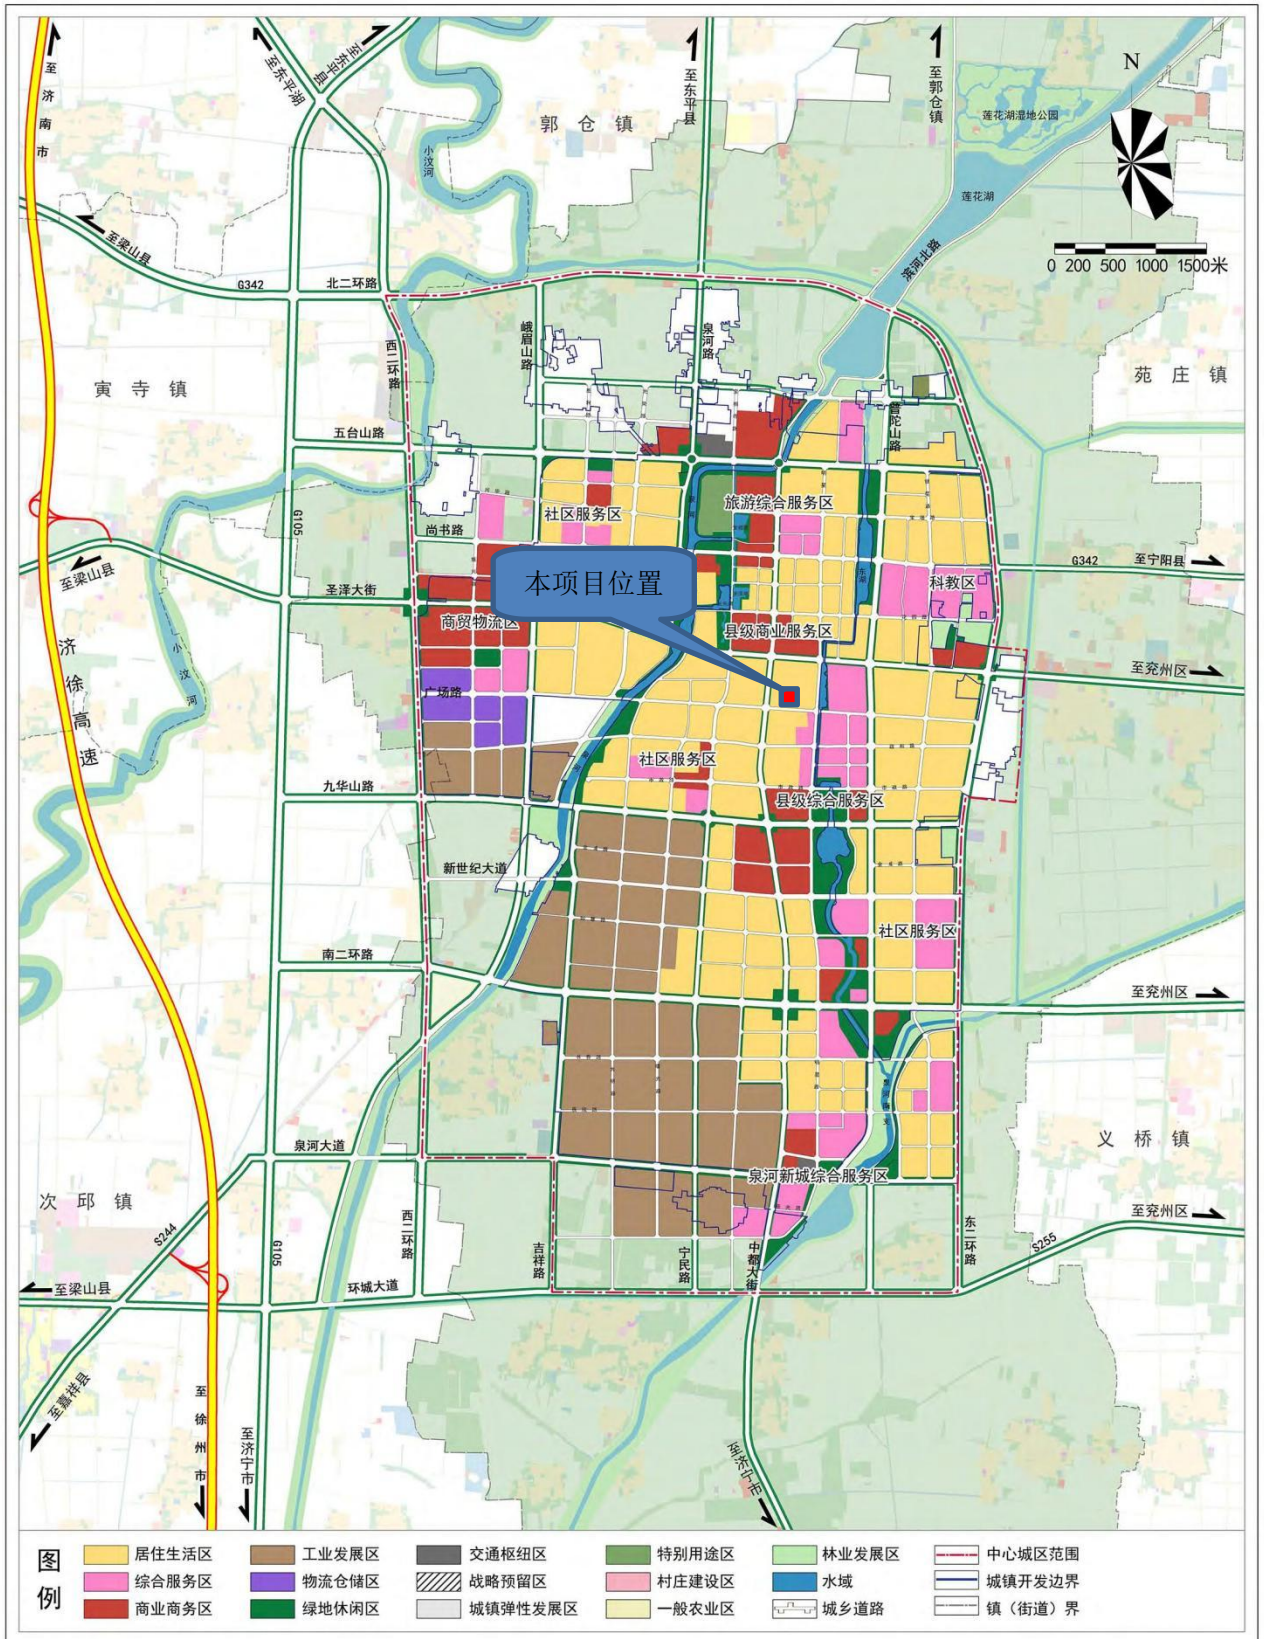 至济南市
至东平湖
至东平县
至东平县
至郭仓镇
N
郭仓镇
小汶河
莲花湖湿地公园
莲花湖
滨河北路
0 200 500 1000 1500米
至梁山县
G342
北二环路
峨眉山路
泉河路
西二环路
寅寺镇
苑庄镇
普陀山路
五台山路
G105
尚书路
社区服务区
旅游综合服务区
东湖
G342
至宁阳县
至梁山县
圣泽大街
本项目位置
科教区
商贸物流区
县级商业服务区
济徐高速
小汶河
至兖州区
广场路
社区服务区
九华山路
县级综合服务区
新世纪大道
社区服务区
南二环路
至兖州区
泉河大道
义桥镇
次邱镇
泉河新城综合服务区
S244
G105
西二环路
吉祥路
宁民路
中都大街
东二环路
至兖州区
S255
至梁山县
环城大道
至嘉祥县
至徐州市
至济宁市
至济宁市
图例
居住生活区
工业发展区
交通枢纽区
特别用途区
林业发展区
中心城区范围
综合服务区
物流仓储区
战略预留区
村庄建设区
水域
城镇开发边界
商业商务区
绿地休闲区
城镇弹性发展区
一般农业区
城乡道路
镇（街道）界